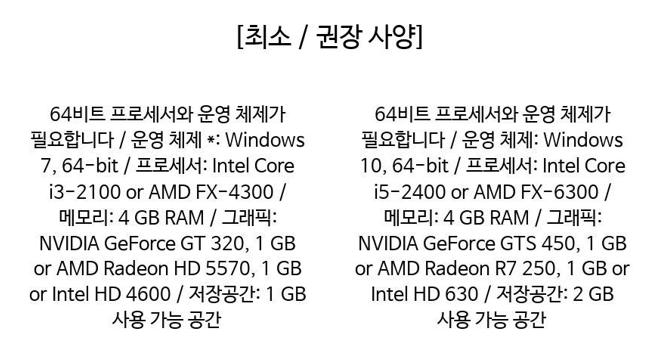 [최소 / 권장 사양]
64비트 프로세서와 운영 체제가
필요합니다 / 운영 체제 *: Windows
7, 64-bit / 프로세서: Intel Core
i3-2100 or AMD FX-4300 /
메모리: 4 GB RAM / 그래픽:
NVIDIA GeForce GT 320, 1 GB
or AMD Radeon HD 5570, 1 GB
or Intel HD 4600 / 저장공간: 1 GB
사용 가능 공간
64비트 프로세서와 운영 체제가
필요합니다 / 운영 체제: Windows
10, 64-bit / 프로세서: Intel Core
i5-2400 or AMD FX-6300 /
메모리: 4 GB RAM / 그래픽:
NVIDIA GeForce GTS 450, 1 GB
or AMD Radeon R7 250, 1 GB or
Intel HD 630 / 저장공간: 2 GB
사용 가능 공간